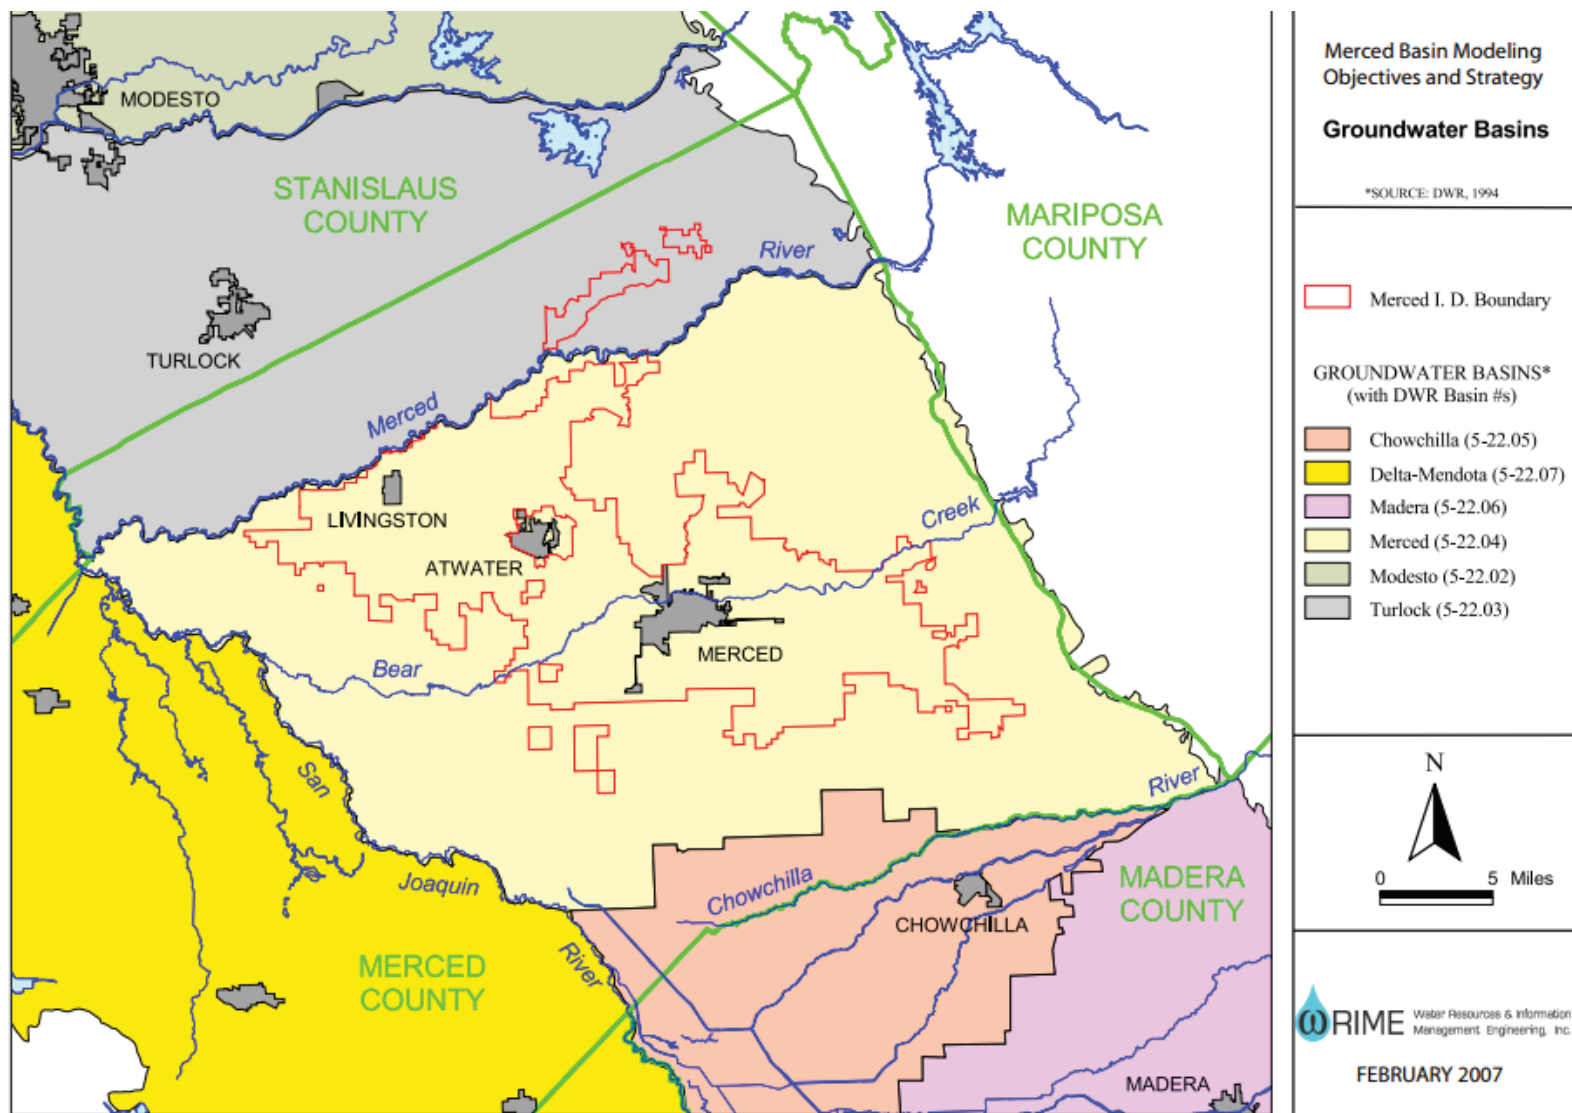 MODESTO
STANISLAUS
COUNTY
MARIPOSA
COUNTY
River
TURLOCK
Merced
LIVINGSTON
Creek
ATWATER
MERCED
Bear
San
River
Joaquin
Chowchilla
MADERA
COUNTY
CHOWCHILLA
River
MERCED
COUNTY
MADERA
Merced Basin Modeling
Objectives and Strategy
Groundwater Basins
*SOURCE: DWR, 1994
Merced I. D. Boundary
GROUNDWATER BASINS*
(with DWR Basin #s)
Chowchilla (5-22.05)
Delta-Mendota (5-22.07)
Madera (5-22.06)
Merced (5-22.04)
Modesto (5-22.02)
Turlock (5-22.03)
N
0 5 Miles
WRIME Water Resources & Information
Management Engineering, Inc.
FEBRUARY 2007